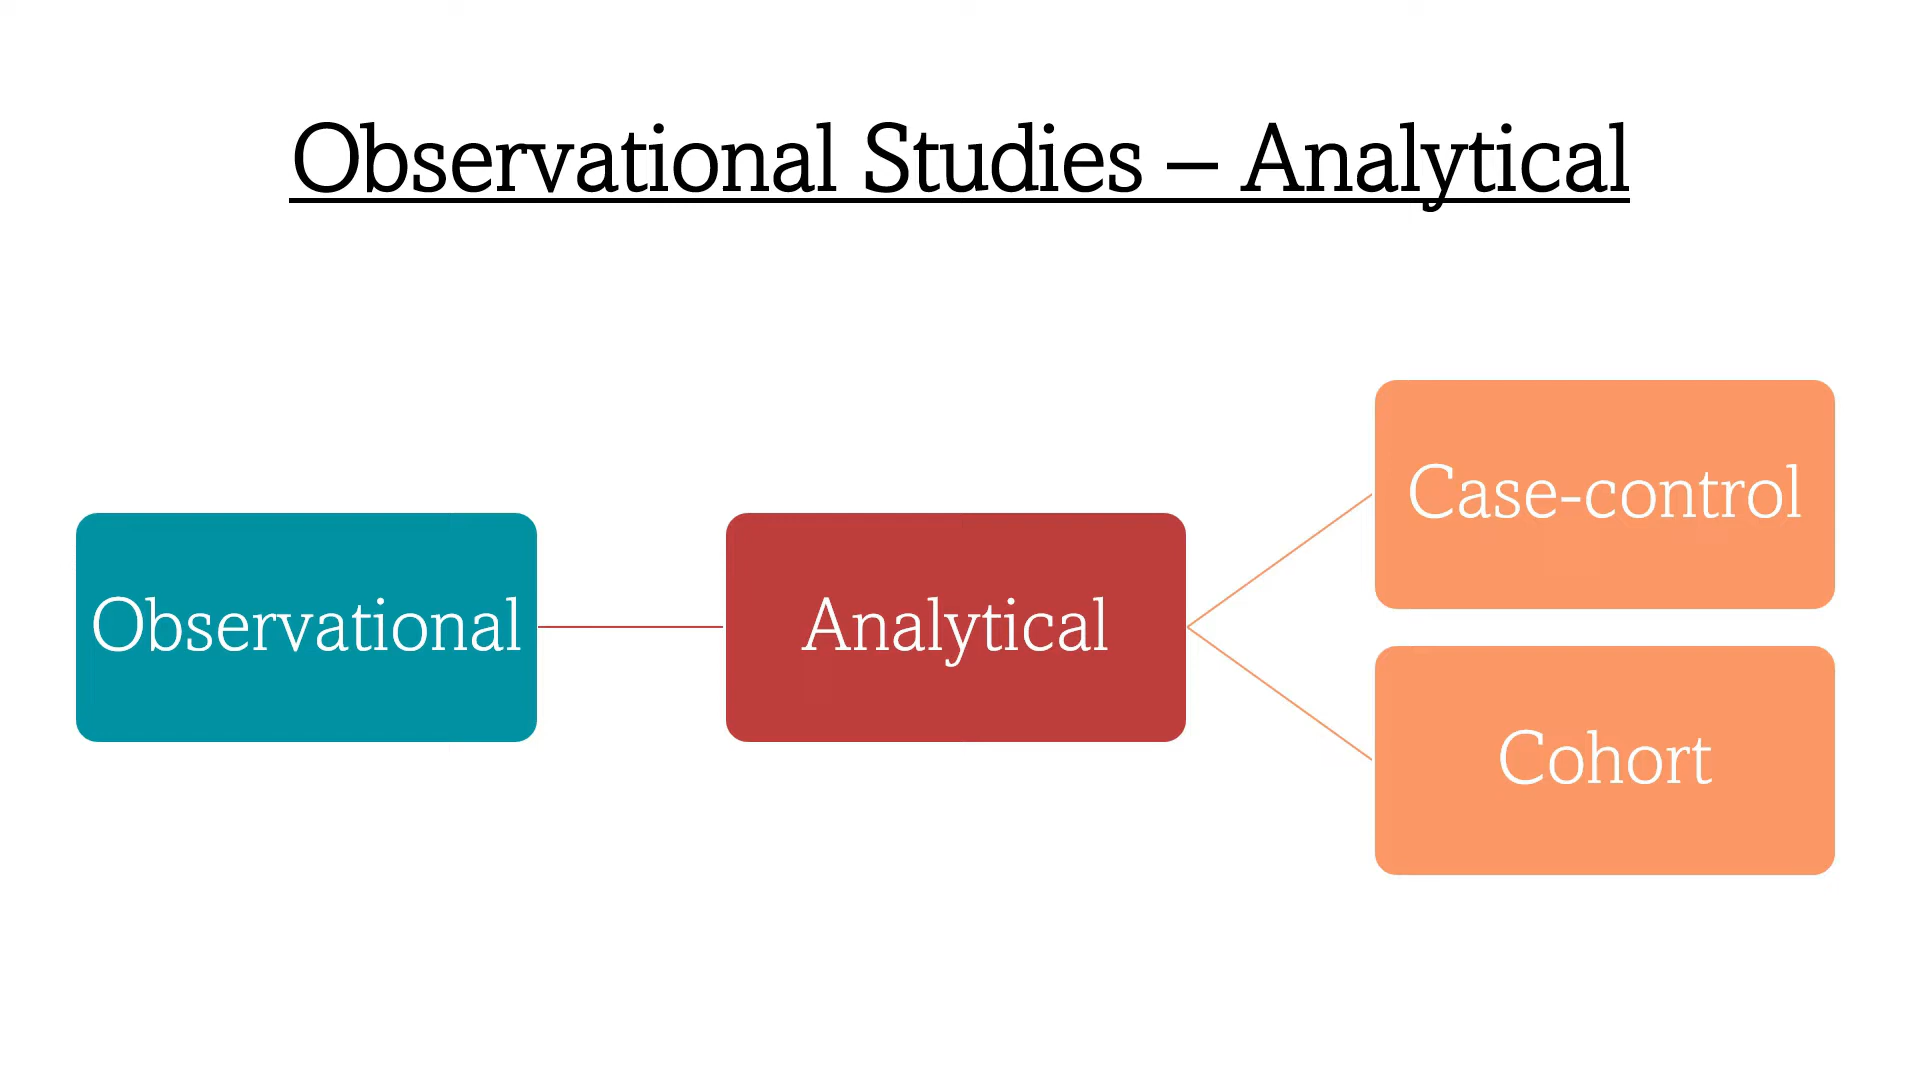 Observational Studies – Analytical
Observational
Analytical
Case-control
Cohort